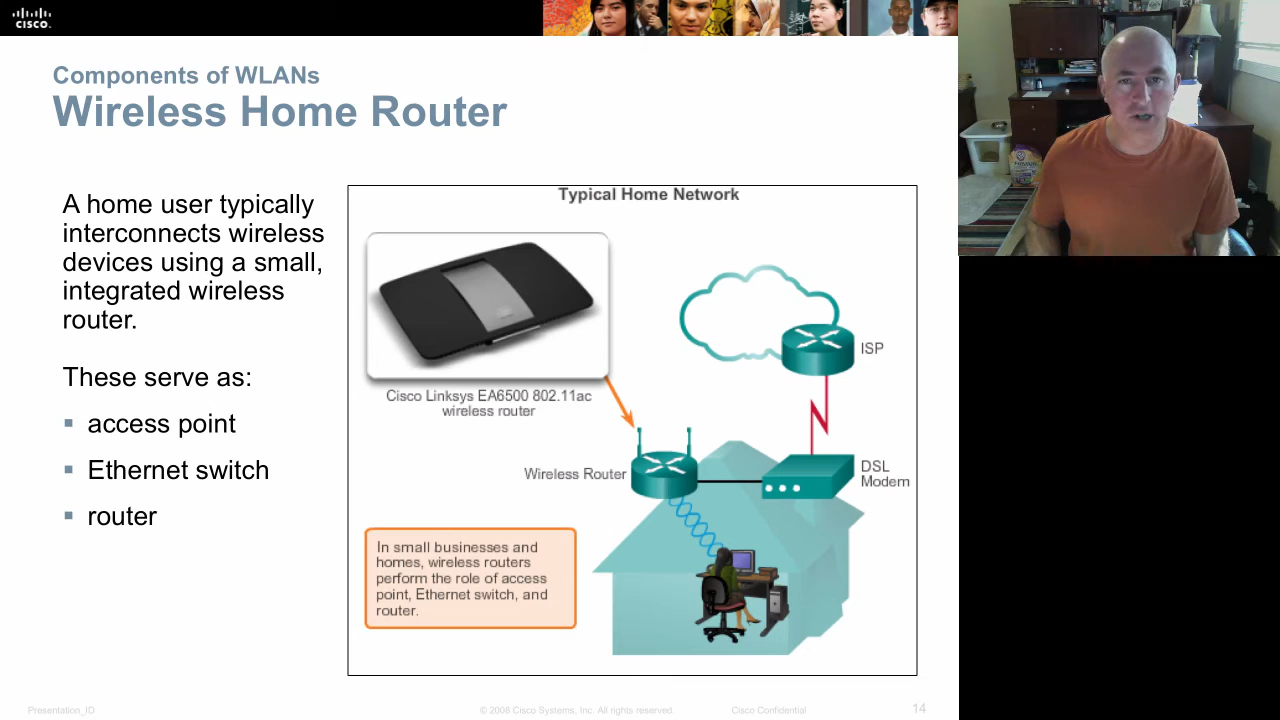 CISCO.
Components of WLANs
Wireless Home Router
A home user typically
interconnects wireless
devices using a small,
integrated wireless
router.
These serve as:
access point
Ethernet switch
router
Typical Home Network
Cisco Linksys EA6500 802.11ac
wireless router
ISP
Wireless Router
DSL
Modem
In small businesses and
homes, wireless routers
perform the role of access
point, Ethernet switch, and
router.
Presentation_ID
© 2008 Cisco Systems, Inc. All rights reserved.
Cisco Confidential
14